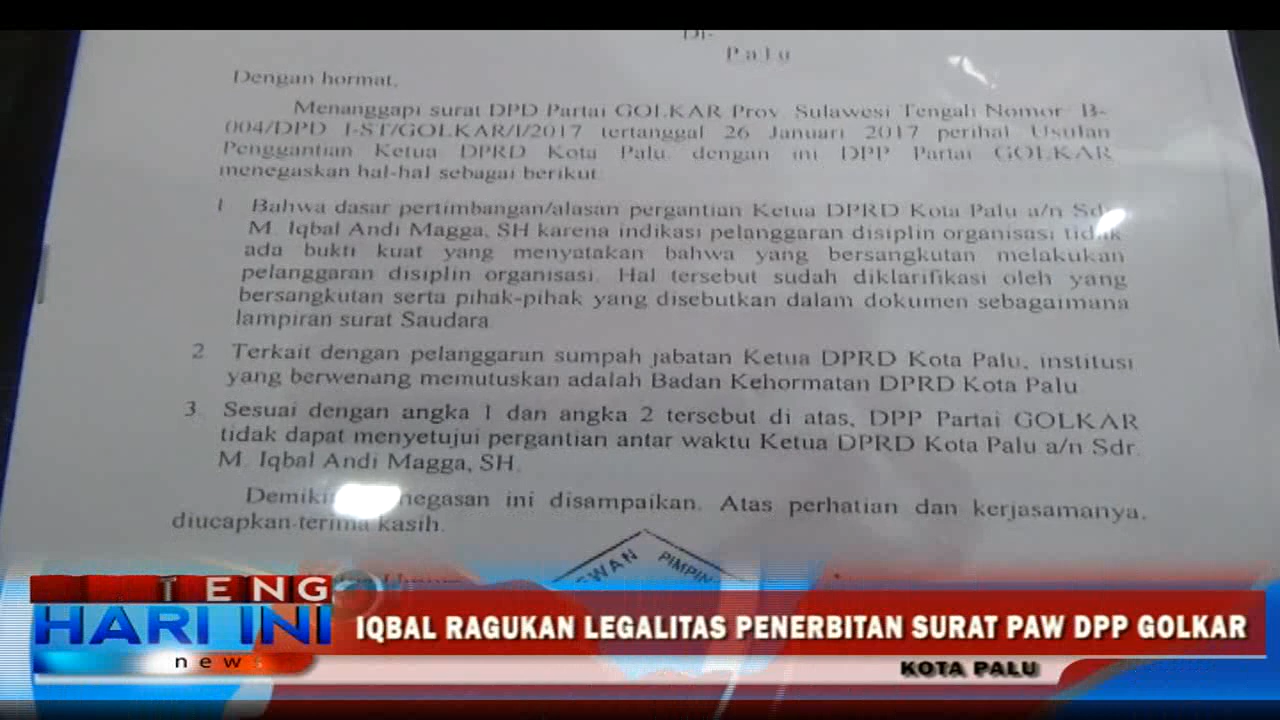 Di-
Palu
Dengan hormat,
Menanggapi surat DPD Partai GOLKAR Prov. Sulawesi Tengah Nomor B-
004/DPD I-ST/GOLKAR/I/2017 tertanggal 26 Januari 2017 perihal Usulan
Penggantian Ketua DPRD Kota Palu dengan ini DPP Partai GOLKAR
menegaskan hal-hal sebagai berikut
1 Bahwa dasar pertimbangan/alasan pergantian Ketua DPRD Kota Palu a/n Sdr
M. Iqbal Andi Magga, SH karena indikasi pelanggaran disiplin organisasi tidak
ada bukti kuat yang menyatakan bahwa yang bersangkutan melakukan
pelanggaran disiplin organisasi. Hal tersebut sudah diklarifikasi oleh yang
bersangkutan serta pihak-pihak yang disebutkan dalam dokumen sebagaimana
lampiran surat Saudara
2 Terkait dengan pelanggaran sumpah jabatan Ketua DPRD Kota Palu, institusi
yang berwenang memutuskan adalah Badan Kehormatan DPRD Kota Palu
3 Sesuai dengan angka 1 dan angka 2 tersebut di atas, DPP Partai GOLKAR
tidak dapat menyetujui pergantian antar waktu Ketua DPRD Kota Palu a/n Sdr.
M. Iqbal Andi Magga, SH.
ini disampaikan. Atas perhatian dan kerjasamanya,
diucapkan terima kasih.
PIMPIN
TENG
HARI INI
news
IQBAL RAGUKAN LEGALITAS PENERBITAN SURAT PAW DPP GOLKAR
KOTA PALU